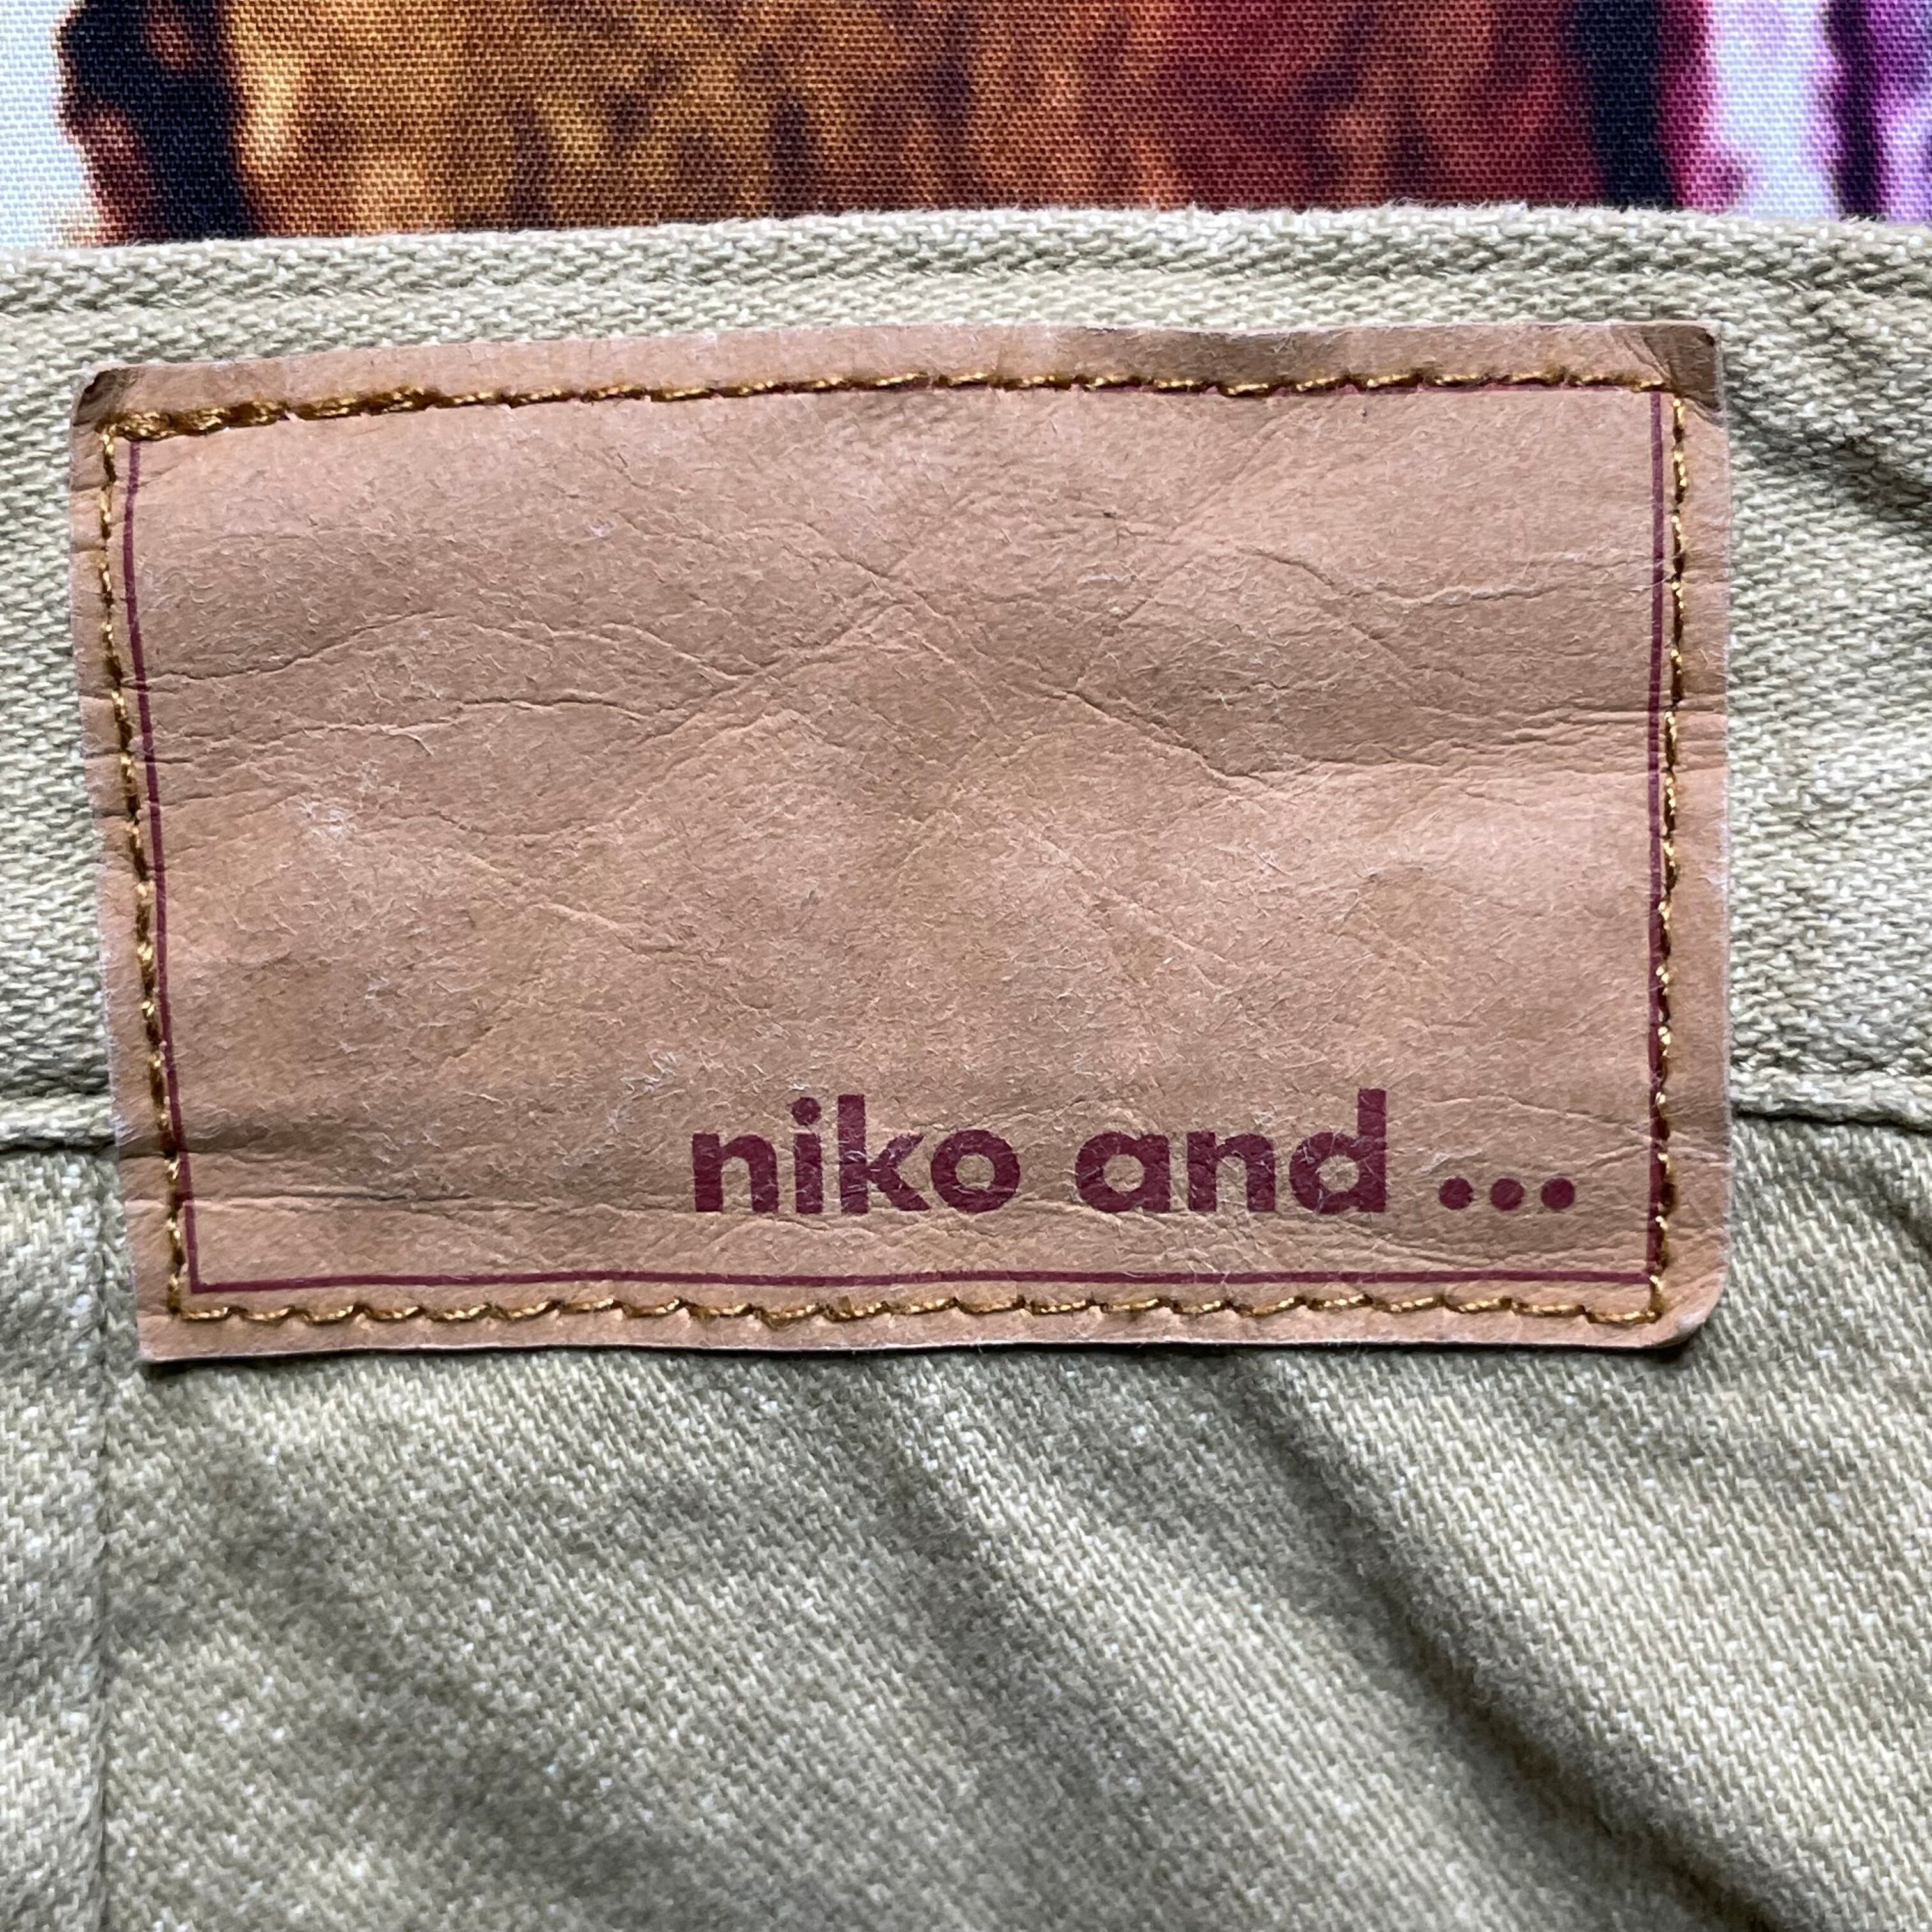 niko and ...